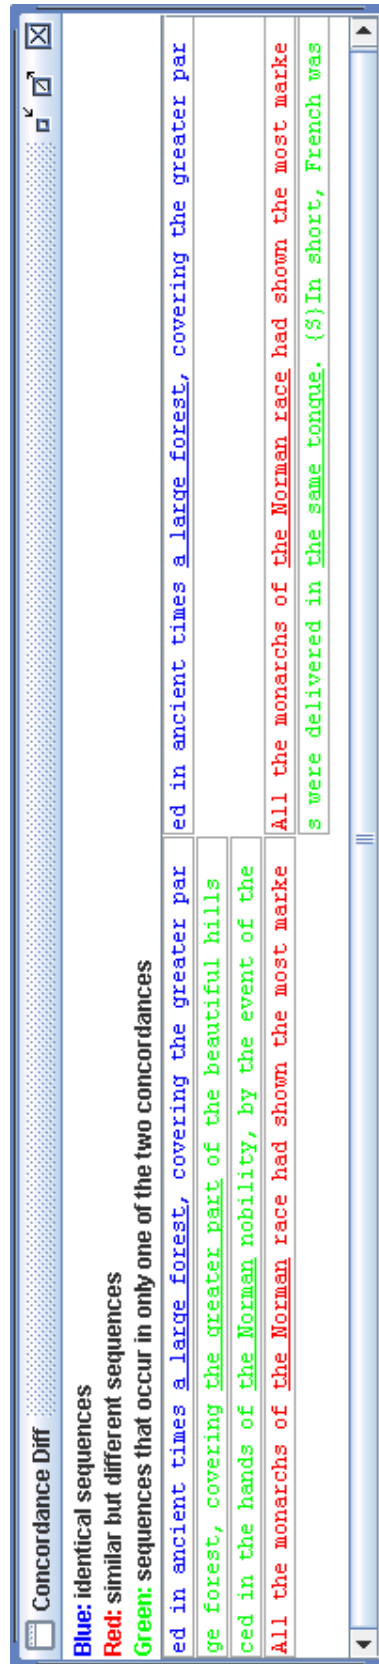 Concordance Diff
Blue: identical sequences
Red: similar but different sequences
Green: sequences that occur in only one of the two concordances
ed in ancient times a large forest, covering the greater par ed in ancient times a large forest, covering the greater par
ge forest, covering the greater part of the beautiful hills
ced in the hands of the Norman nobility, by the event of the
All the monarchs of the Norman race had shown the most marke All the monarchs of the Norman race had shown the most marke
s were delivered in the same tongue. {S}In short, French was